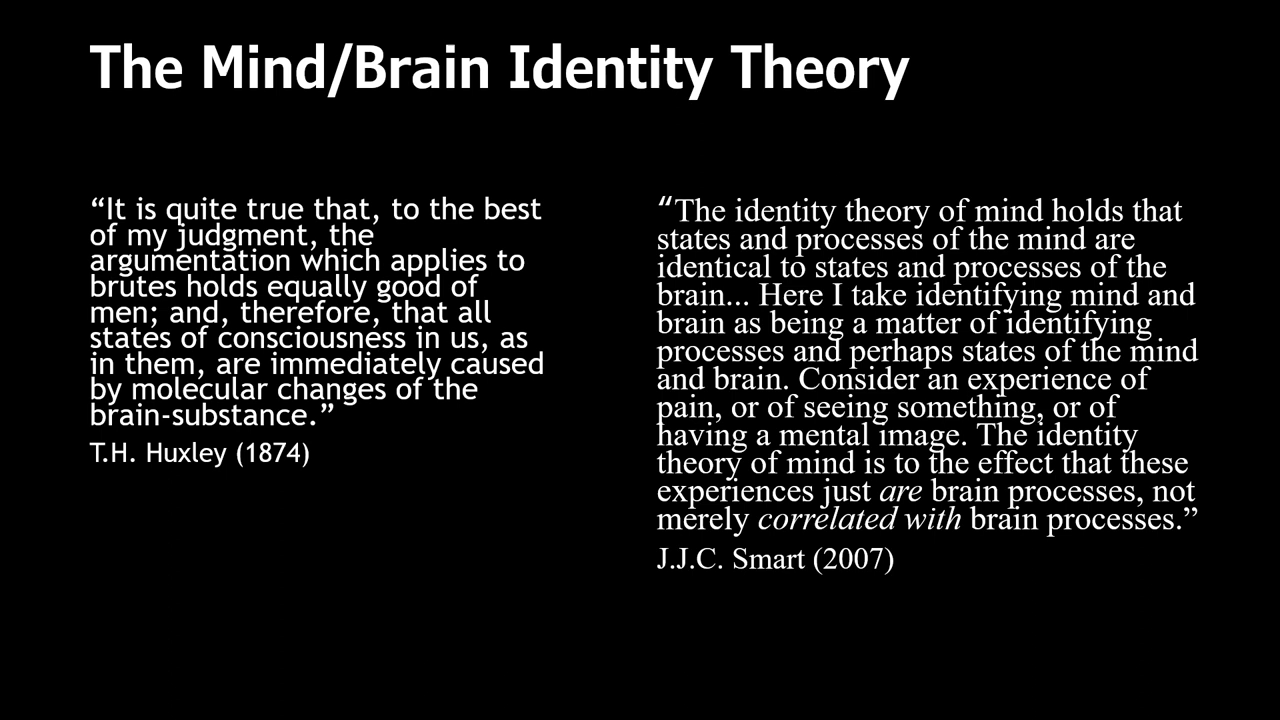 The Mind/Brain Identity Theory
“It is quite true that, to the best
of my judgment, the
argumentation which applies to
brutes holds equally good of
men; and, therefore, that all
states of consciousness in us, as
in them, are immediately caused
by molecular changes of the
brain-substance.”
T.H. Huxley (1874)
“The identity theory of mind holds that
states and processes of the mind are
identical to states and processes of the
brain... Here I take identifying mind and
brain as being a matter of identifying
processes and perhaps states of the mind
and brain. Consider an experience of
pain, or of seeing something, or of
having a mental image. The identity
theory of mind is to the effect that these
experiences just are brain processes, not
merely correlated with brain processes.”
J.J.C. Smart (2007)